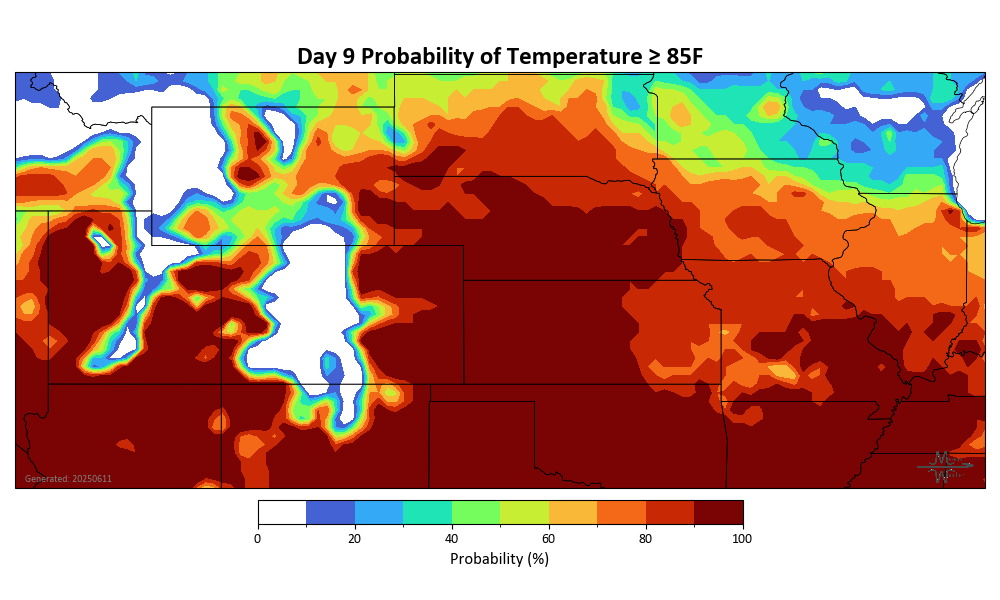 Day 9 Probability of Temperature ≥ 85F
Generated: 20250611
0 20 40 60 80 100
Probability (%)